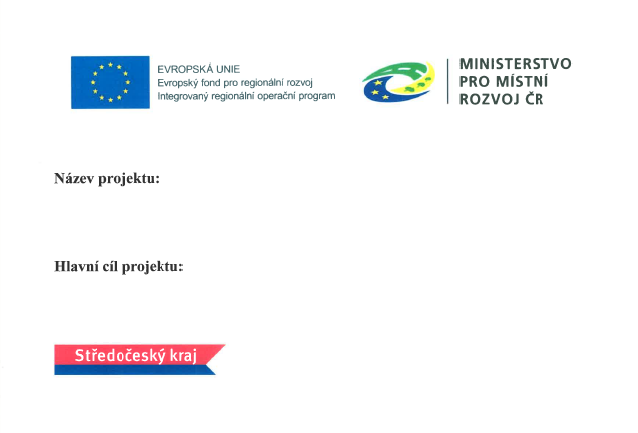 EVROPSKÁ UNIE
Evropský fond pro regionální rozvoj
Integrovaný regionální operační program
MINISTERSTVO
PRO MÍSTNÍ
ROZVOJ ČR
Název projektu:
Hlavní cíl projektu:
Středočeský kraj